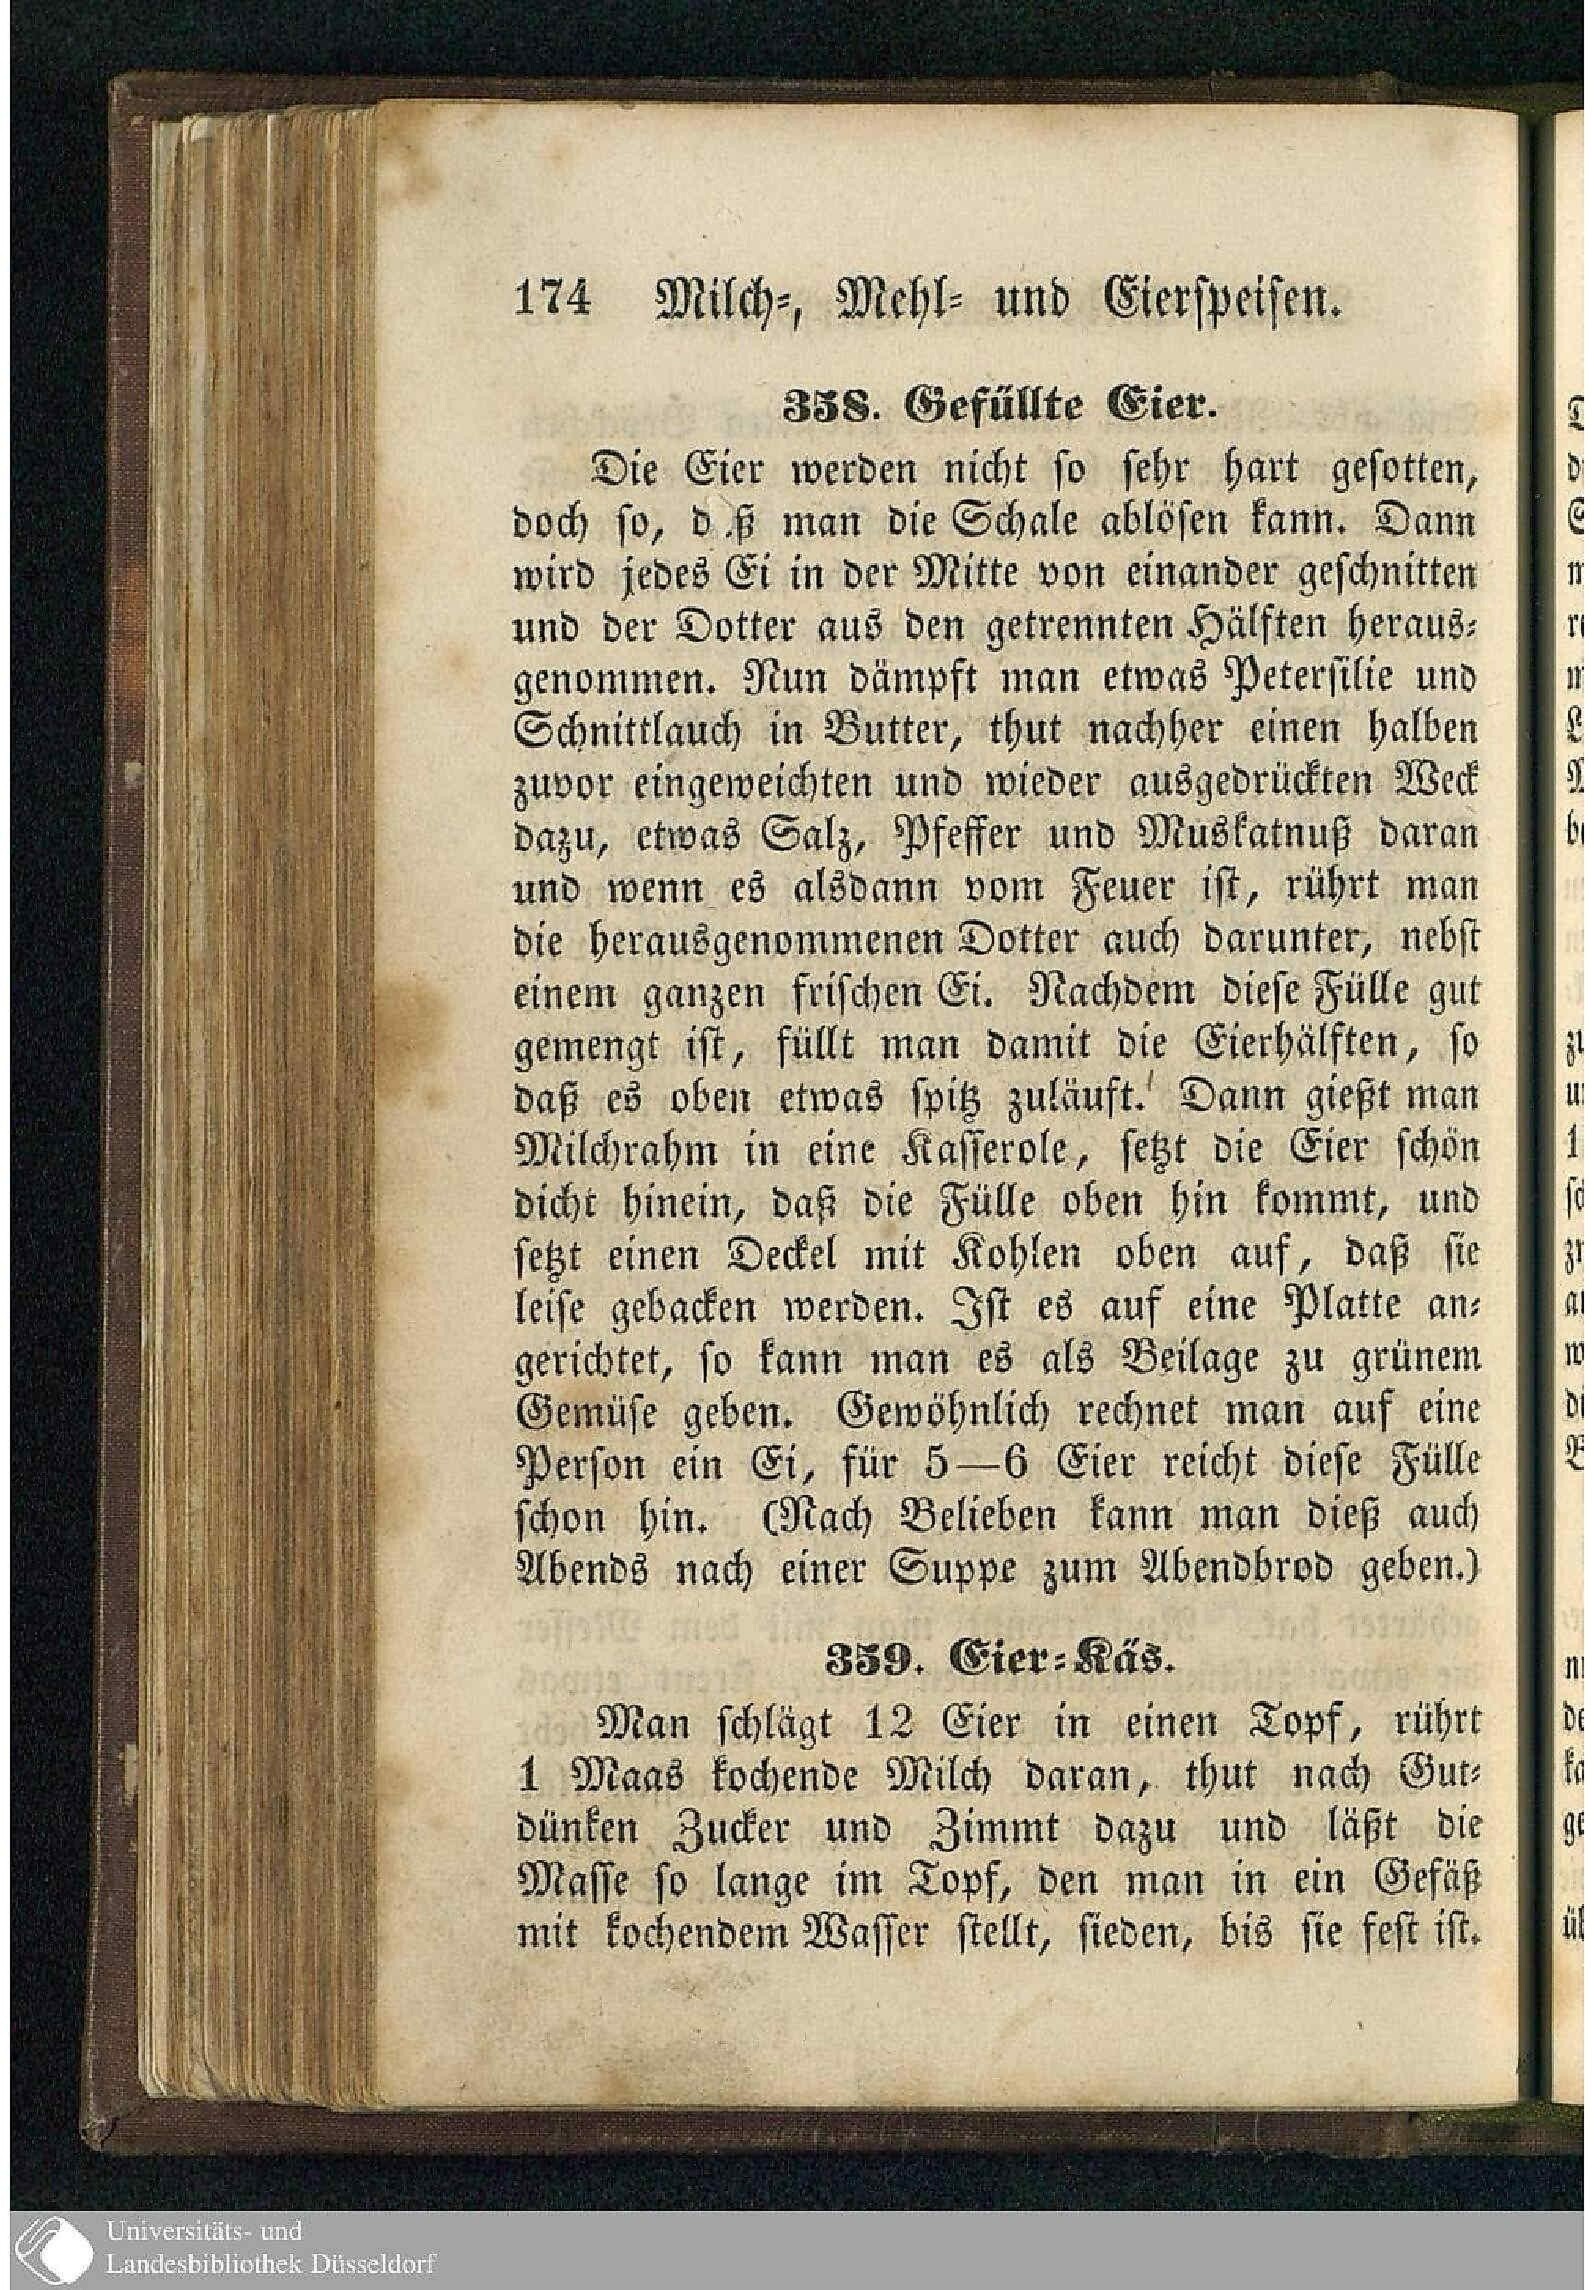 174 Milch-, Mehl- und Eierspeisen.
358. Gefüllte Eier.
Die Eier werden nicht so sehr hart gesotten,
doch so, d .ß man die Schale ablösen kann. Dann
wird jedes Ei in der Mitte von einander geschnitten
und der Dotter aus den getrennten Hälften heraus-
genommen. Nun dämpft man etwas Petersilie und
Schnittlauch in Butter, thut nachher einen halben
zuvor eingeweichten und wieder ausgedrückten Weck
dazu, etwas Salz, Pfeffer und Muskatnuß daran
und wenn es alsdann vom Feuer ist, rührt man
die herausgenommenen Dotter auch darunter, nebst
einem ganzen frischen Ei. Nachdem diese Fülle gut
gemengt ist, füllt man damit die Eierhälften, so
daß es oben etwas spitz zuläuft. Dann gießt man
Milchrahm in eine Kasserole, setzt die Eier schön
dicht hinein, daß die Fülle oben hin kommt, und
setzt einen Deckel mit Kohlen oben auf, daß sie
leise gebacken werden. Ist es auf eine Platte an-
gerichtet, so kann man es als Beilage zu grünem
Gemüse geben. Gewöhnlich rechnet man auf eine
Person ein Ei, für 5—6 Eier reicht diese Fülle
schon hin. (Nach Belieben kann man dieß auch
Abends nach einer Suppe zum Abendbrod geben.)
359. Eier-Käs.
Man schlägt 12 Eier in einen Topf, rührt
1 Maas kochende Milch daran, thut nach Gut-
dünken Zucker und Zimmt dazu und läßt die
Masse so lange im Topf, den man in ein Gefäß
mit kochendem Wasser stellt, sieden, bis sie fest ist.
Universitäts- und
Landesbibliothek Düsseldorf